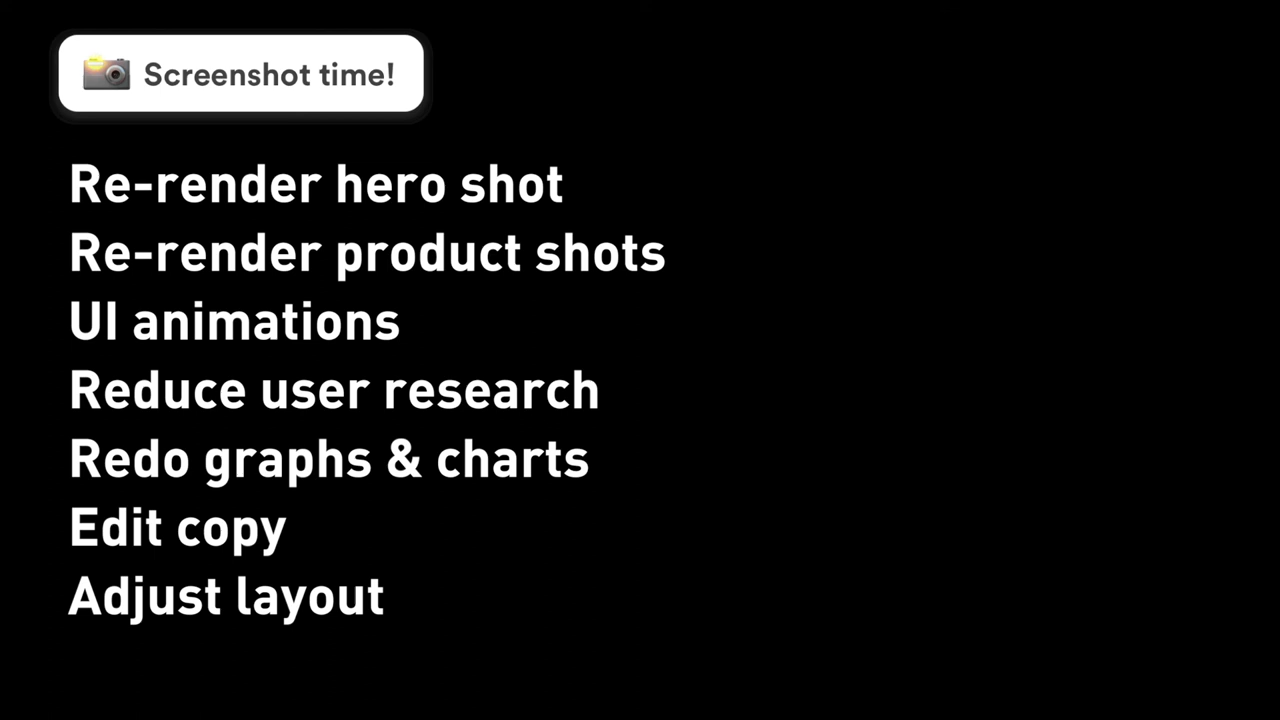 Screenshot time!
Re-render hero shot
Re-render product shots
UI animations
Reduce user research
Redo graphs & charts
Edit copy
Adjust layout